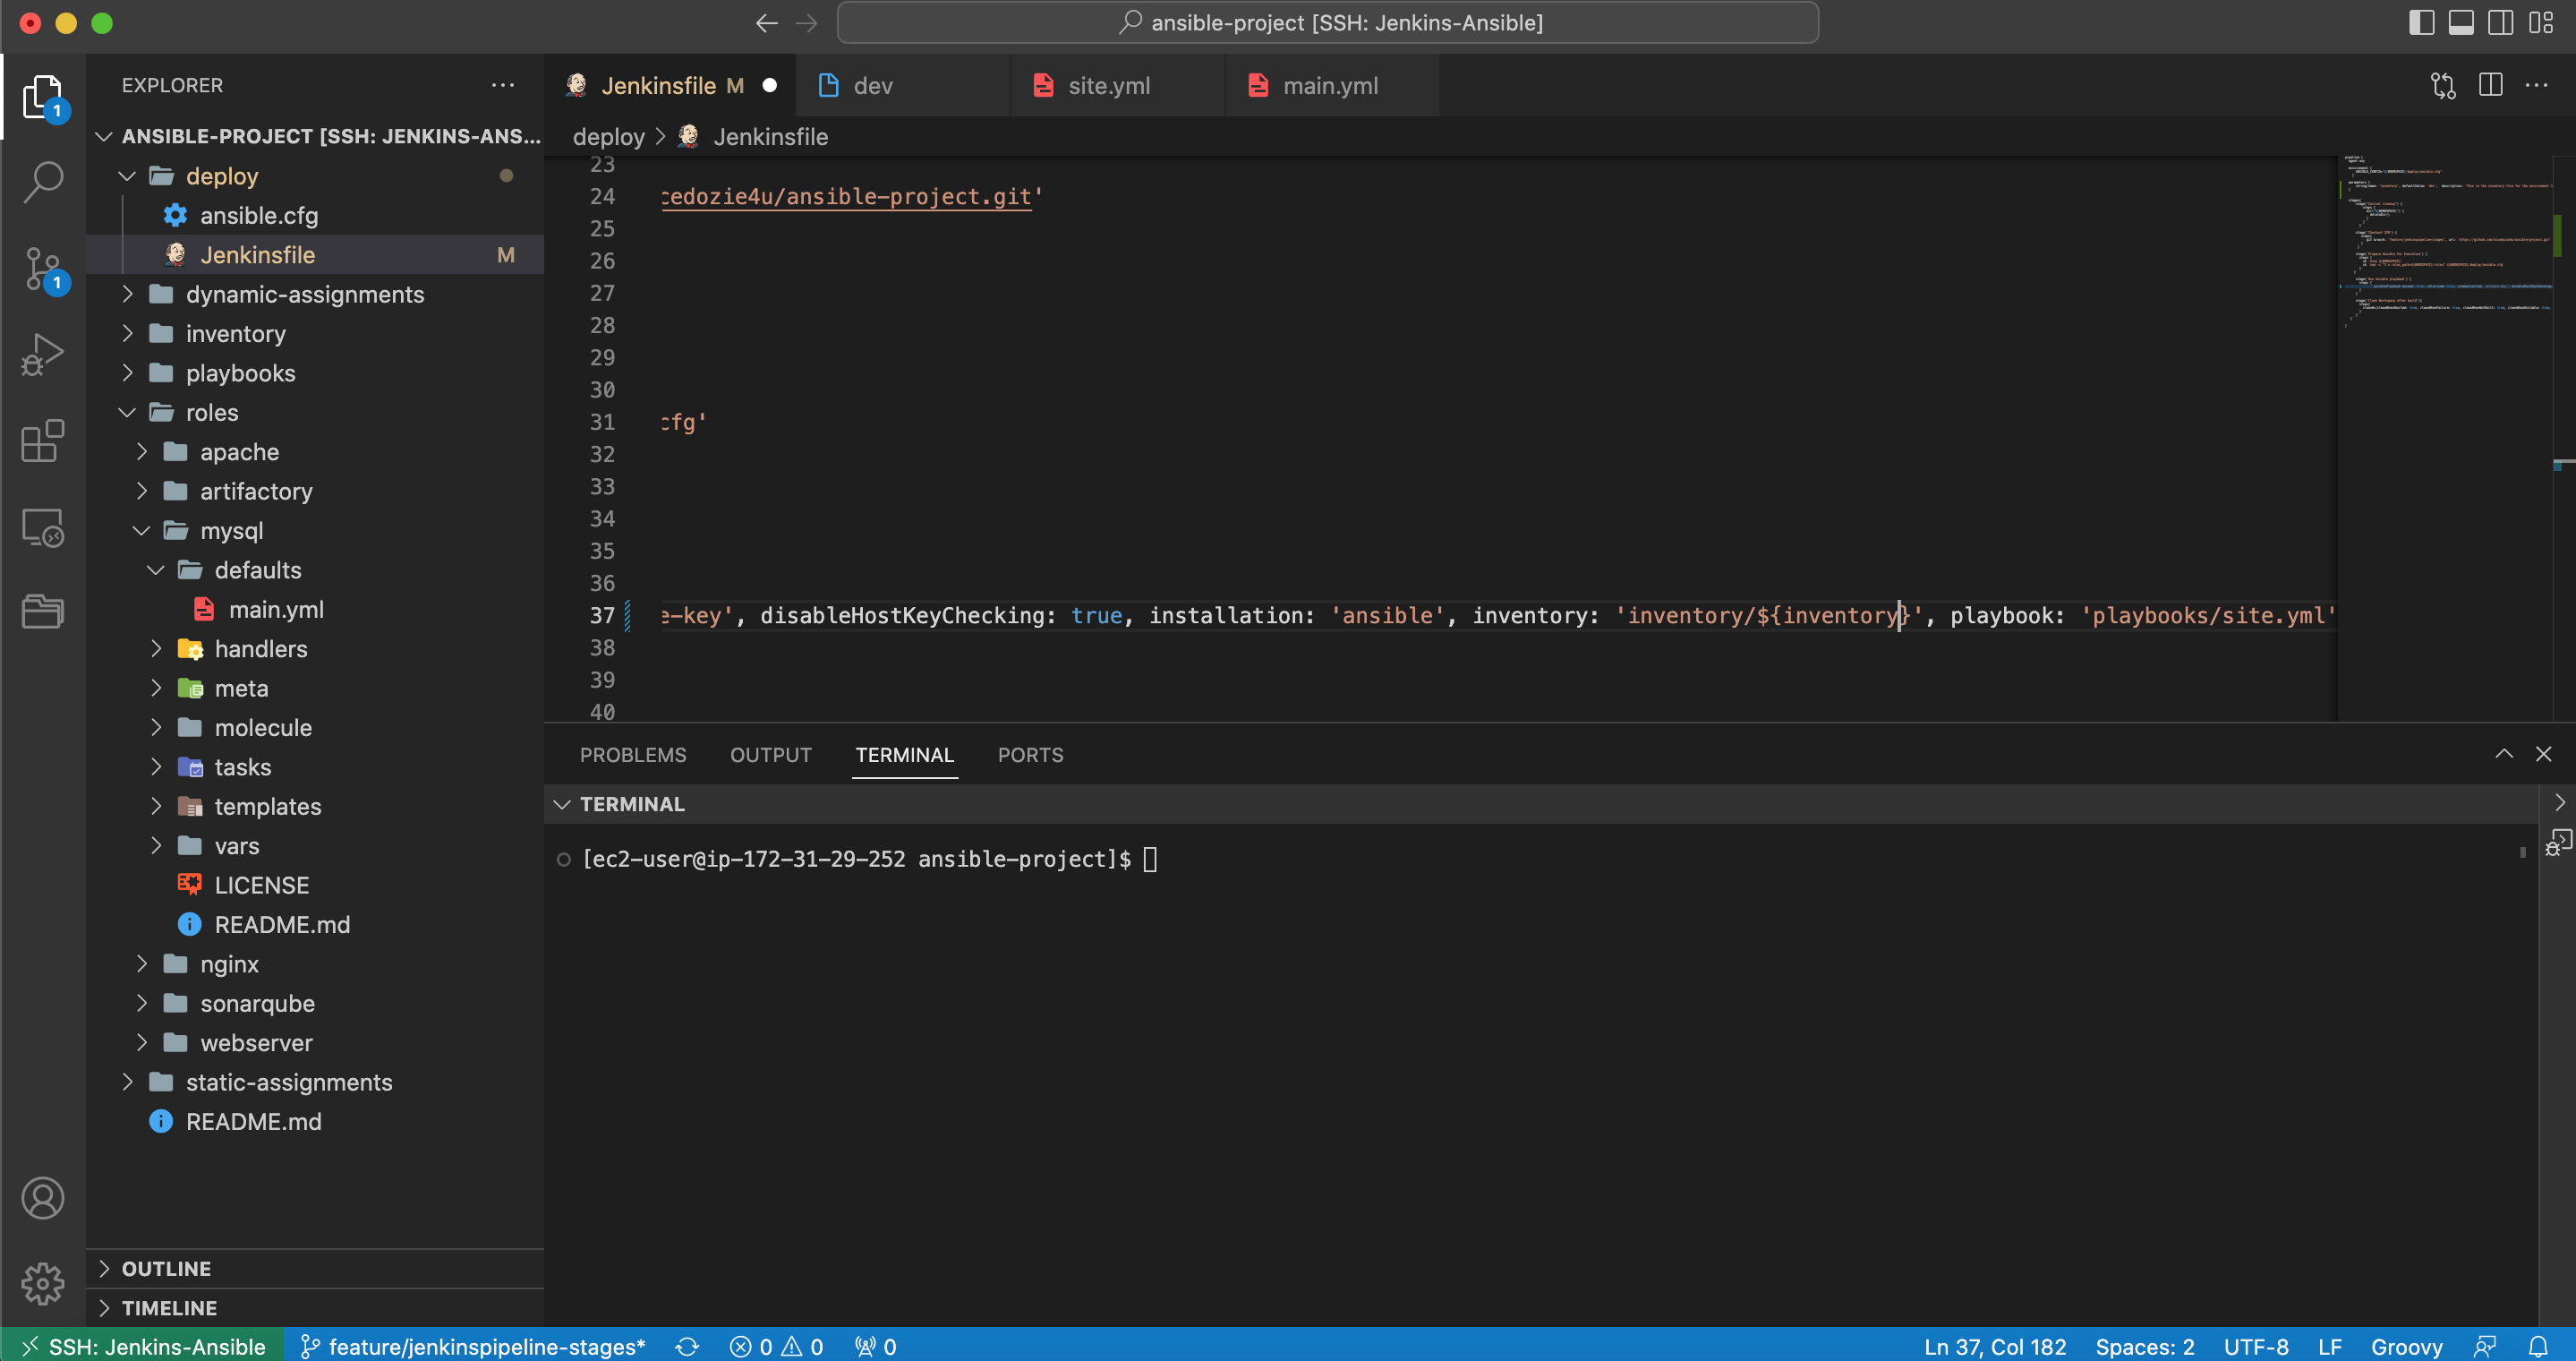 ansible-project [SSH: Jenkins-Ansible]
EXPLORER
ANSIBLE-PROJECT [SSH: JENKINS-ANS...
deploy
ansible.cfg
Jenkinsfile M
dynamic-assignments
inventory
playbooks
roles
apache
artifactory
mysql
defaults
main.yml
handlers
meta
molecule
tasks
templates
vars
LICENSE
README.md
nginx
sonarqube
webserver
static-assignments
README.md
OUTLINE
TIMELINE
1
1
Jenkinsfile M
dev
site.yml
main.yml
deploy > Jenkinsfile
23
24 cedozie4u/ansible-project.git'
25
26
27
28
29
30
31 cfg'
32
33
34
35
36
37 e-key', disableHostKeyChecking: true, installation: 'ansible', inventory: 'inventory/${inventory}', playbook: 'playbooks/site.yml'
38
39
40
PROBLEMS OUTPUT TERMINAL PORTS
TERMINAL
[ec2-user@ip-172-31-29-252 ansible-project]$
SSH: Jenkins-Ansible feature/jenkinspipeline-stages* 0 0 0 Ln 37, Col 182 Spaces: 2 UTF-8 LF Groovy